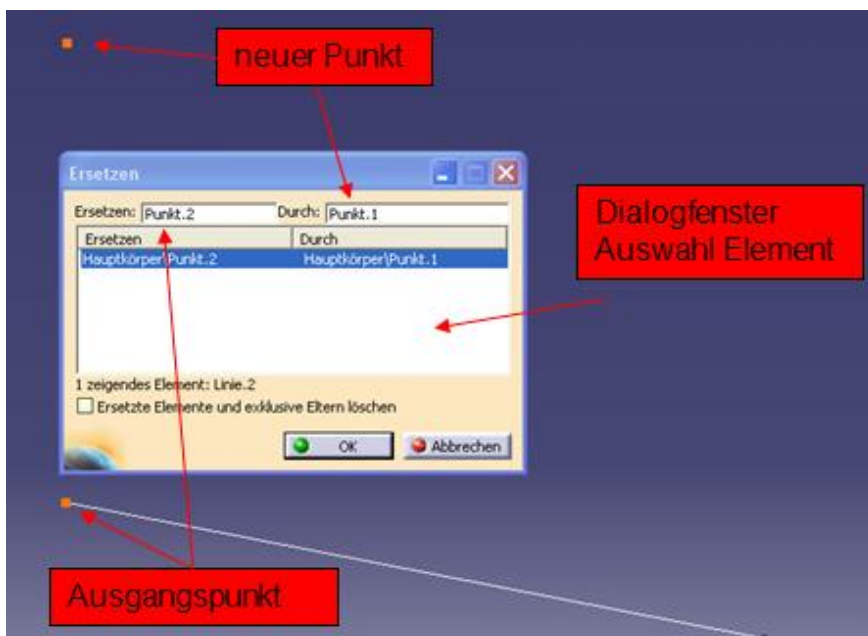 neuer Punkt
Ersetzen
Ersetzen: Punkt.2 Durch: Punkt.1
Ersetzen Durch
Hauptkörper\Punkt.2 Hauptkörper\Punkt.1
Dialogfenster
Auswahl Element
1 zeigendes Element: Linie.2
Ersetzte Elemente und exklusive Eltern löschen
OK Abbrechen
Ausgangspunkt